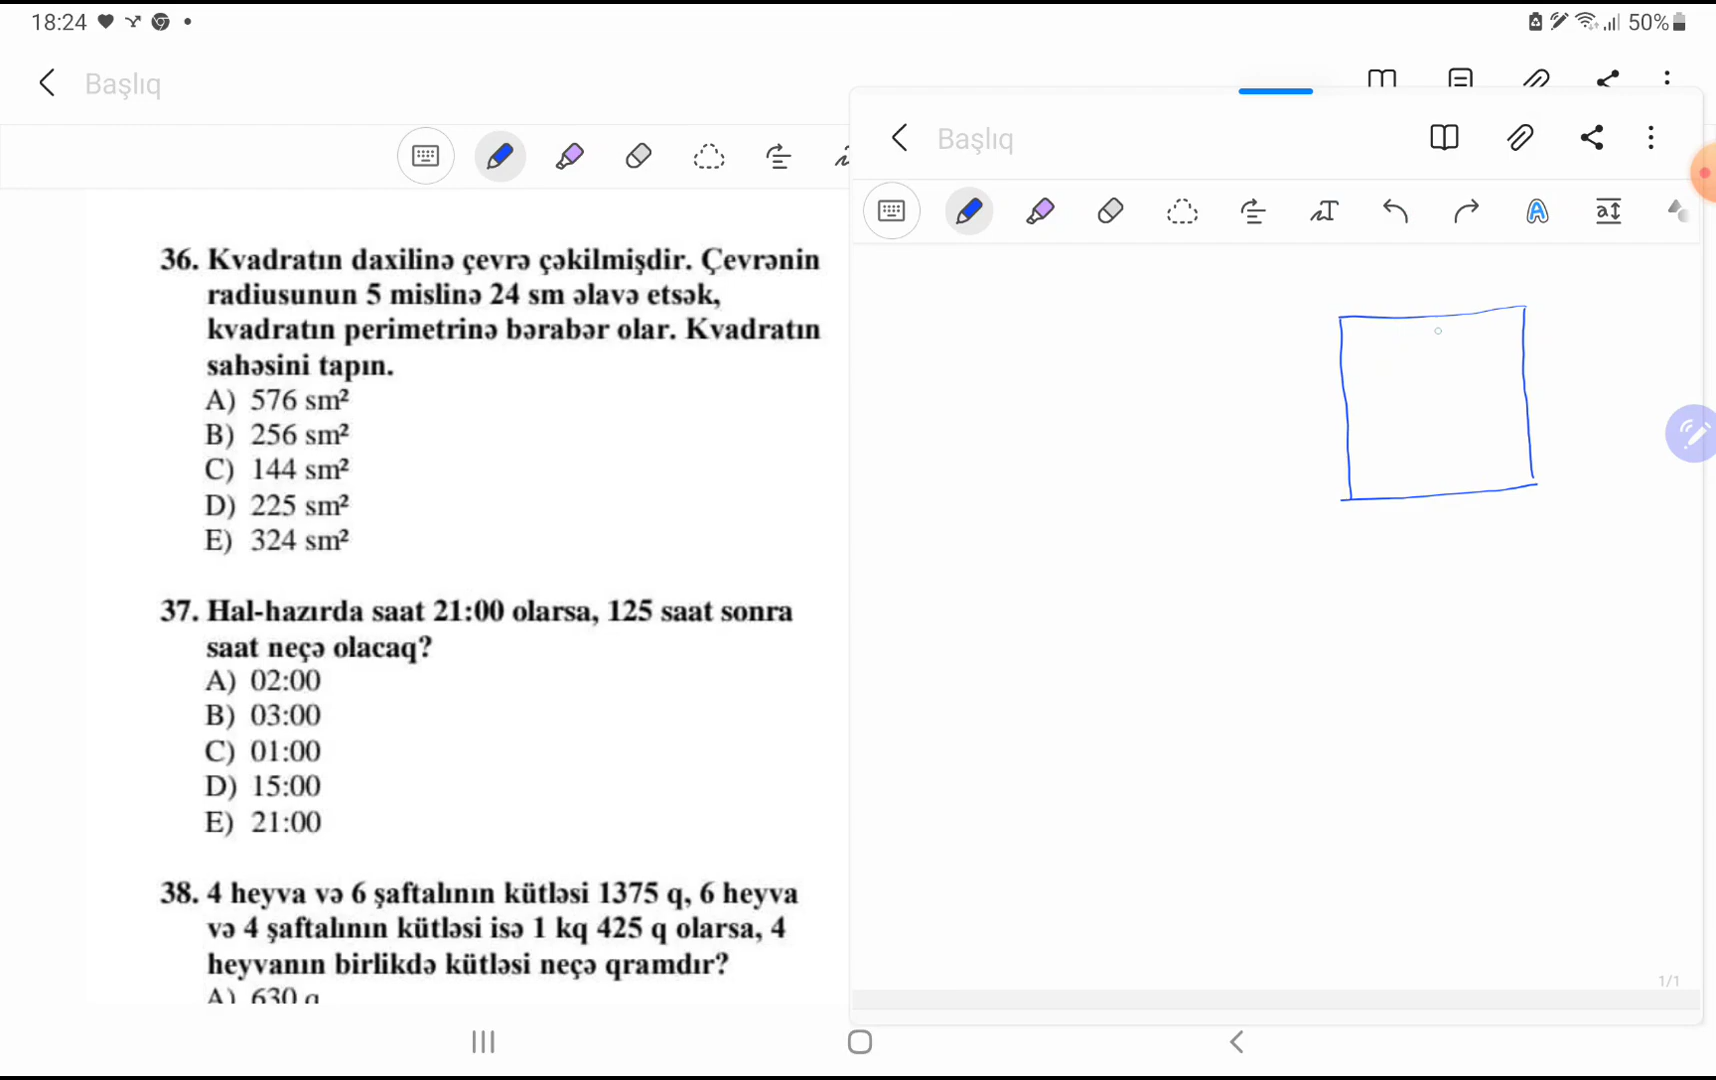 18:24
50%
Başlıq
Başlıq
36. Kvadratın daxilinə çevrə çəkilmişdir. Çevrənin
radiusunun 5 mislinə 24 sm əlavə etsək,
kvadratın perimetrinə bərabər olar. Kvadratın
sahəsini tapın.
A) 576 sm²
B) 256 sm²
C) 144 sm²
D) 225 sm²
E) 324 sm²
37. Hal-hazırda saat 21:00 olarsa, 125 saat sonra
saat neçə olacaq?
A) 02:00
B) 03:00
C) 01:00
D) 15:00
E) 21:00
38. 4 heyva və 6 şaftalının kütləsi 1375 q, 6 heyva
və 4 şaftalının kütləsi isə 1 kq 425 q olarsa, 4
heyvanın birlikdə kütləsi neçə qramdır?
A) 630 q
1/1